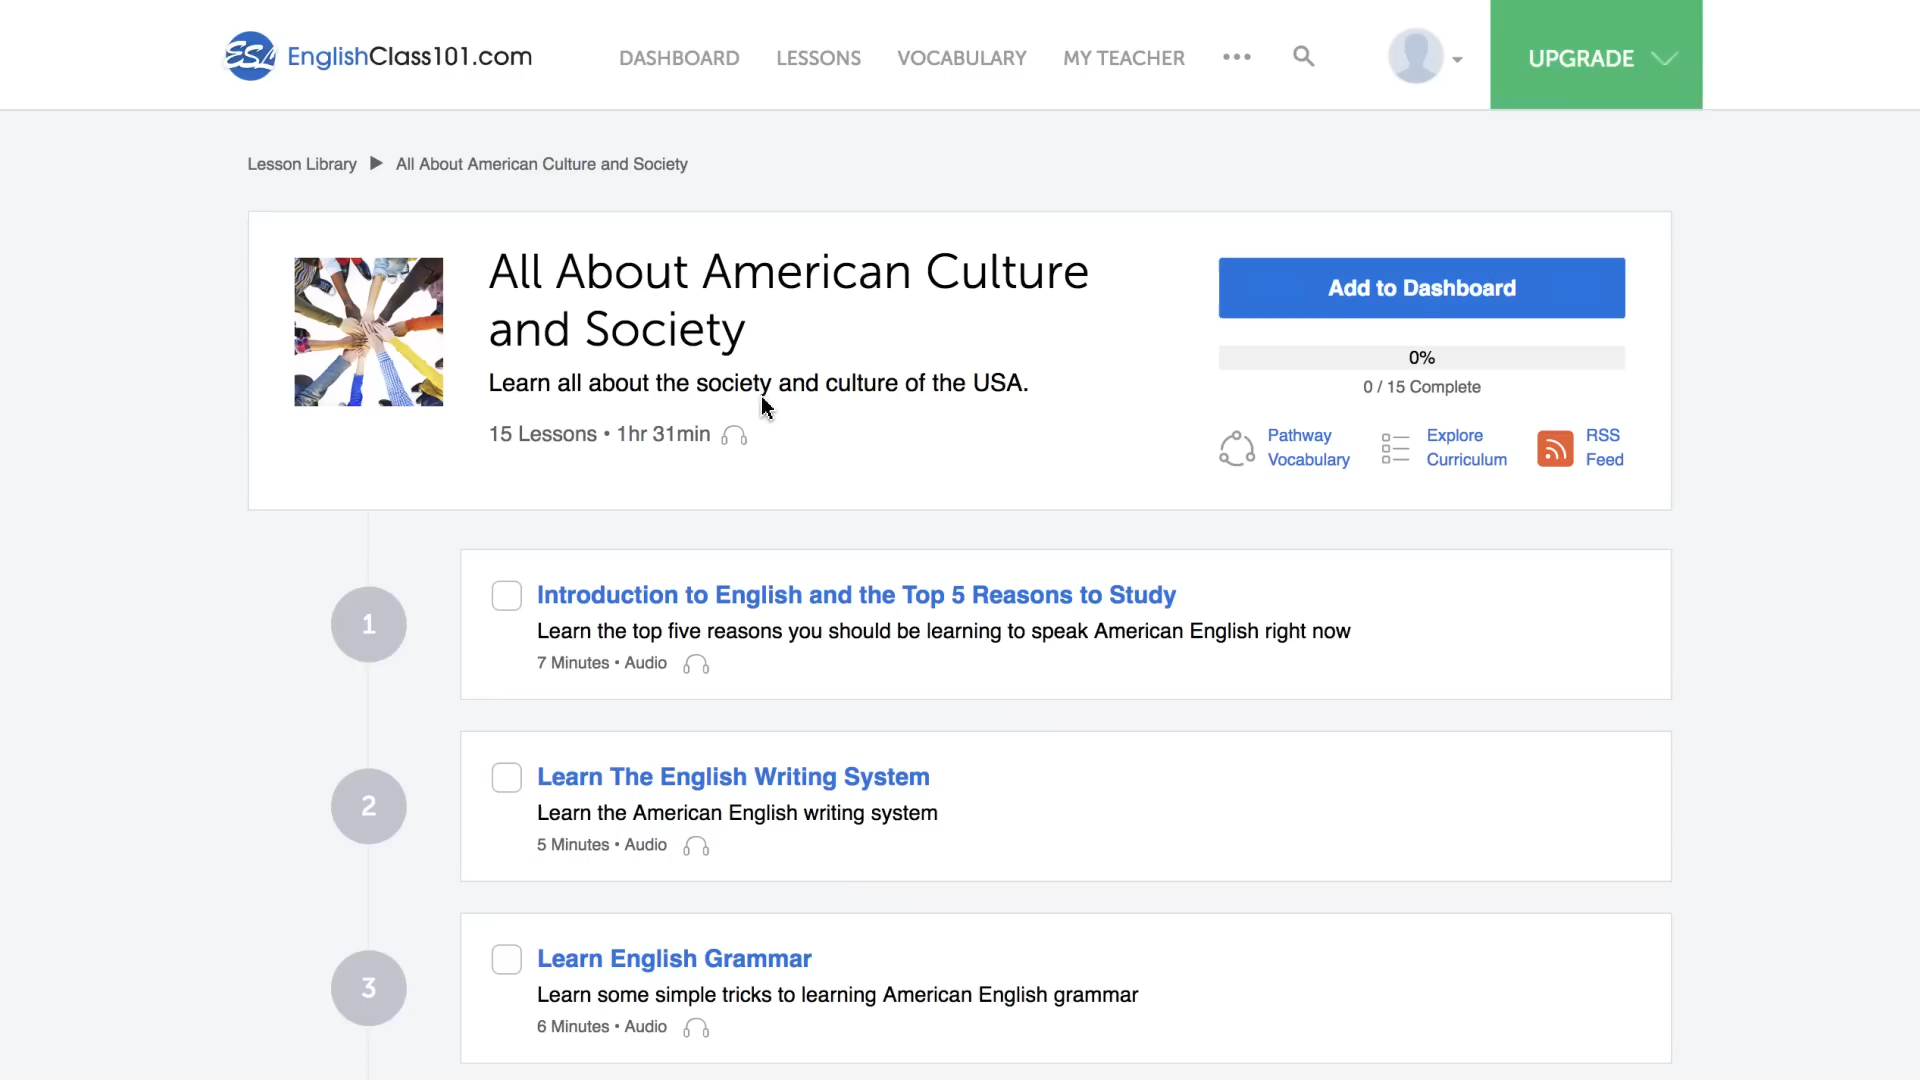 ESL EnglishClass101.com
DASHBOARD LESSONS VOCABULARY MY TEACHER ••• UPGRADE
Lesson Library ▶ All About American Culture and Society
All About American Culture
and Society
Learn all about the society and culture of the USA.
15 Lessons • 1hr 31min
Add to Dashboard
0%
0 / 15 Complete
Pathway
Vocabulary
Explore
Curriculum
RSS
Feed
1
Introduction to English and the Top 5 Reasons to Study
Learn the top five reasons you should be learning to speak American English right now
7 Minutes • Audio
2
Learn The English Writing System
Learn the American English writing system
5 Minutes • Audio
3
Learn English Grammar
Learn some simple tricks to learning American English grammar
6 Minutes • Audio